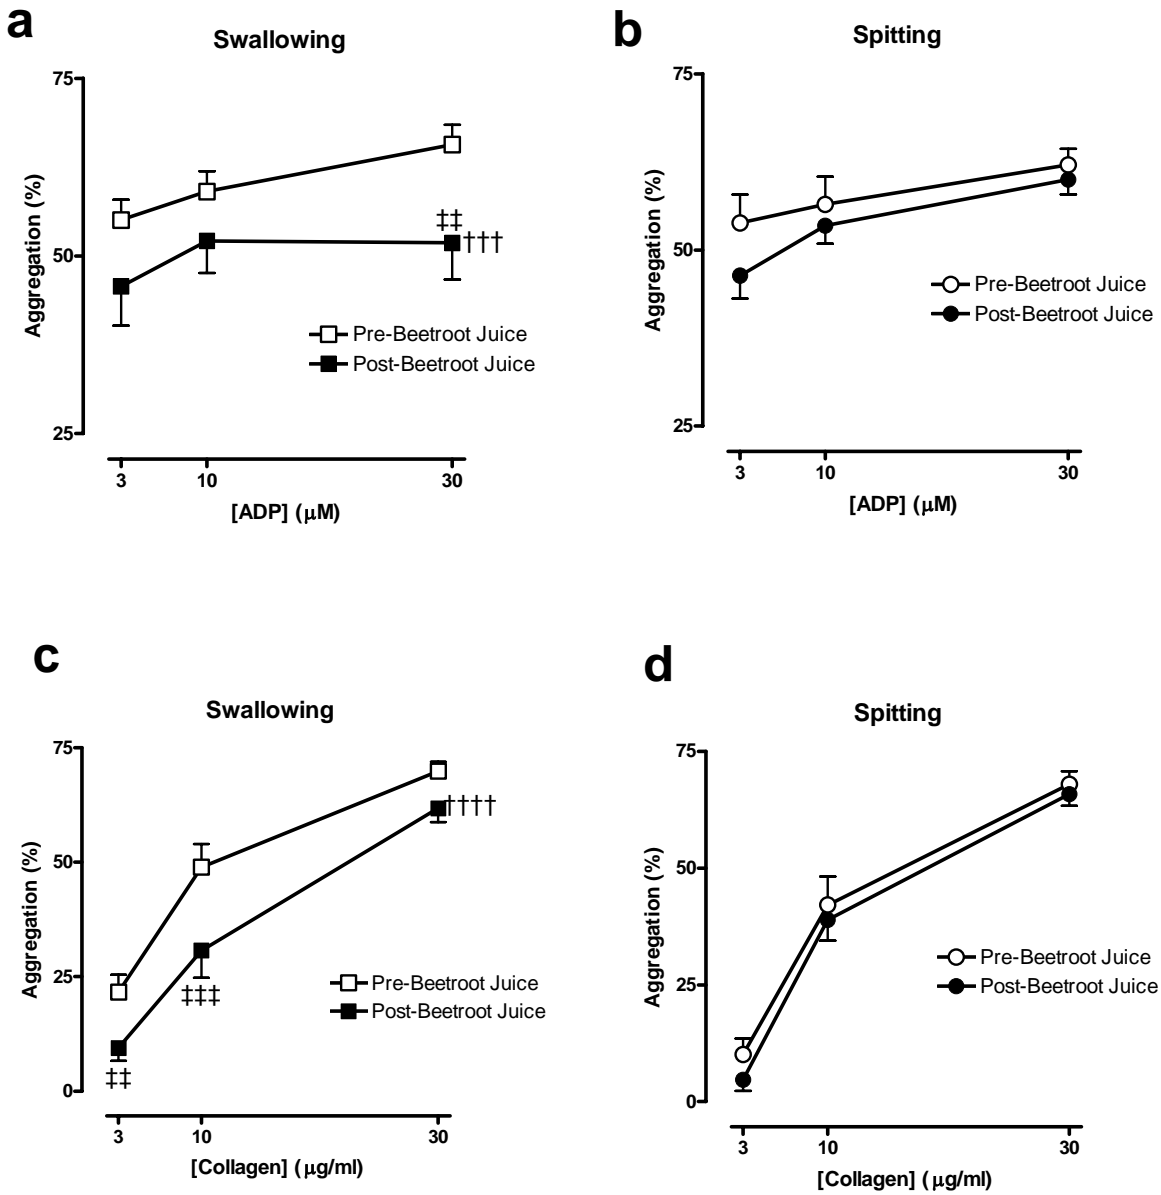 a
Swallowing
75
50
25
Aggregation (%)
‡‡
†††
Pre-Beetroot Juice
Post-Beetroot Juice
3 10 30
[ADP] (μM)
b
Spitting
75
50
25
Aggregation (%)
Pre-Beetroot Juice
Post-Beetroot Juice
3 10 30
[ADP] (μM)
c
Swallowing
75
50
25
0
Aggregation (%)
††††
‡‡‡
‡‡
Pre-Beetroot Juice
Post-Beetroot Juice
3 10 30
[Collagen] (μg/ml)
d
Spitting
75
50
25
0
Aggregation (%)
Pre-Beetroot Juice
Post-Beetroot Juice
3 10 30
[Collagen] (μg/ml)